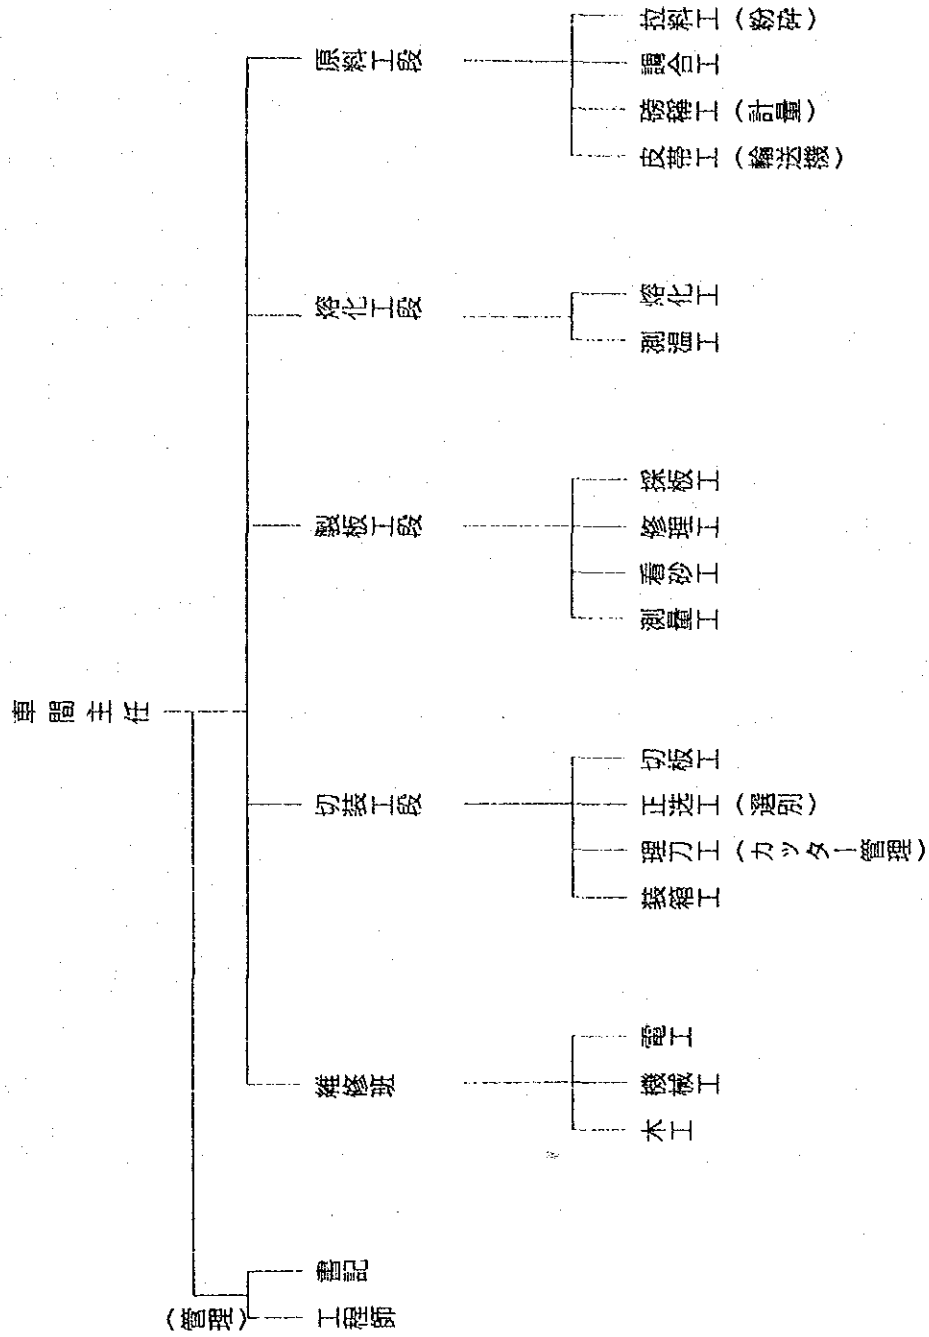 車間主任
原料工段
拉料工（粉砕）
調合工
磅稱工（計量）
皮帯工（輸送機）
熔化工段
熔化工
測温工
製板工段
採板工
修理工
看砂工
測量工
切装工段
切板工
正送工（選別）
理刀工（カッター管理）
装箱工
維修班
電工
機械工
木工
（管理）
書記
工程師